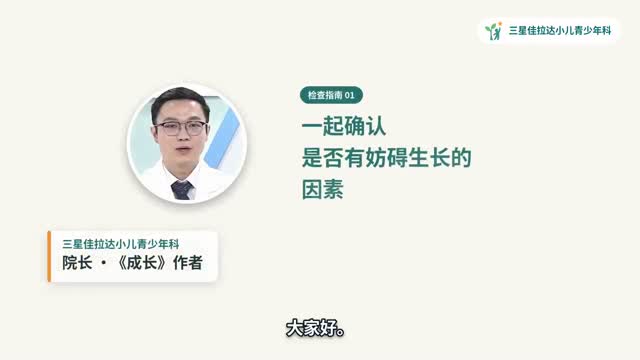 三星佳拉达小儿青少年科
检查指南 01
一起确认
是否有妨碍生长的
因素
三星佳拉达小儿青少年科
院长 · 《成长》作者
大家好。